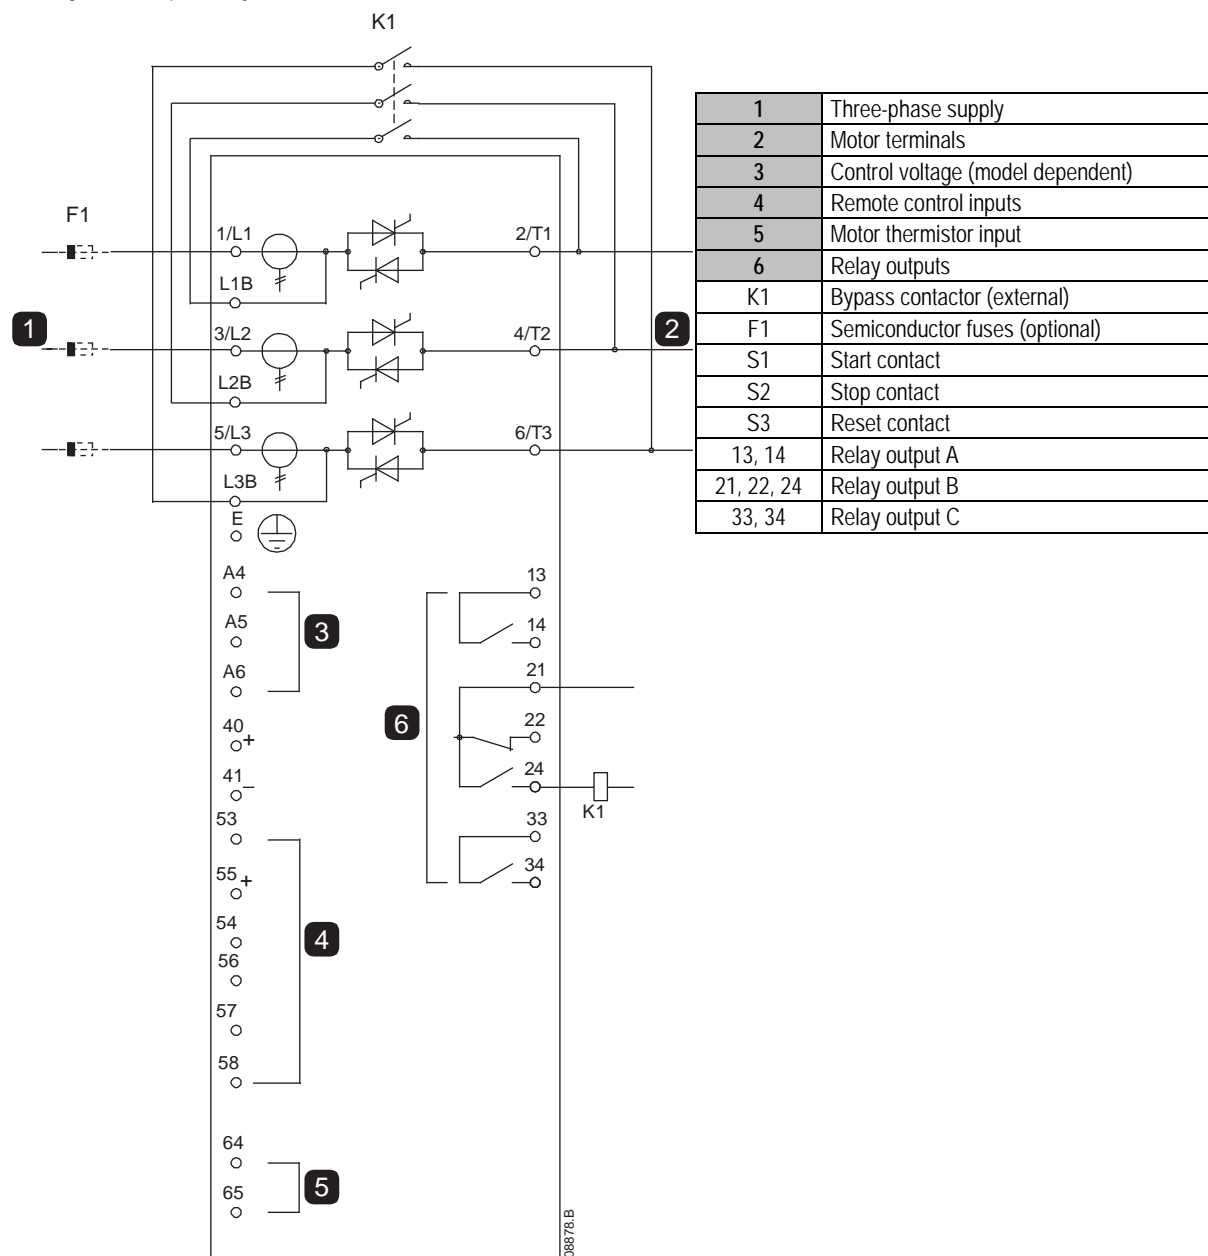 K1
F1
1/L1
2/T1
L1B
1
3/L2
4/T2
2
L2B
5/L3
6/T3
L3B
E
A4
A5
A6
3
40
+
41
–
53
55
+
54
56
57
58
4
64
65
5
13
14
21
22
24
K1
33
34
6
08878.B
1 Three-phase supply
2 Motor terminals
3 Control voltage (model dependent)
4 Remote control inputs
5 Motor thermistor input
6 Relay outputs
K1 Bypass contactor (external)
F1 Semiconductor fuses (optional)
S1 Start contact
S2 Stop contact
S3 Reset contact
13, 14 Relay output A
21, 22, 24 Relay output B
33, 34 Relay output C